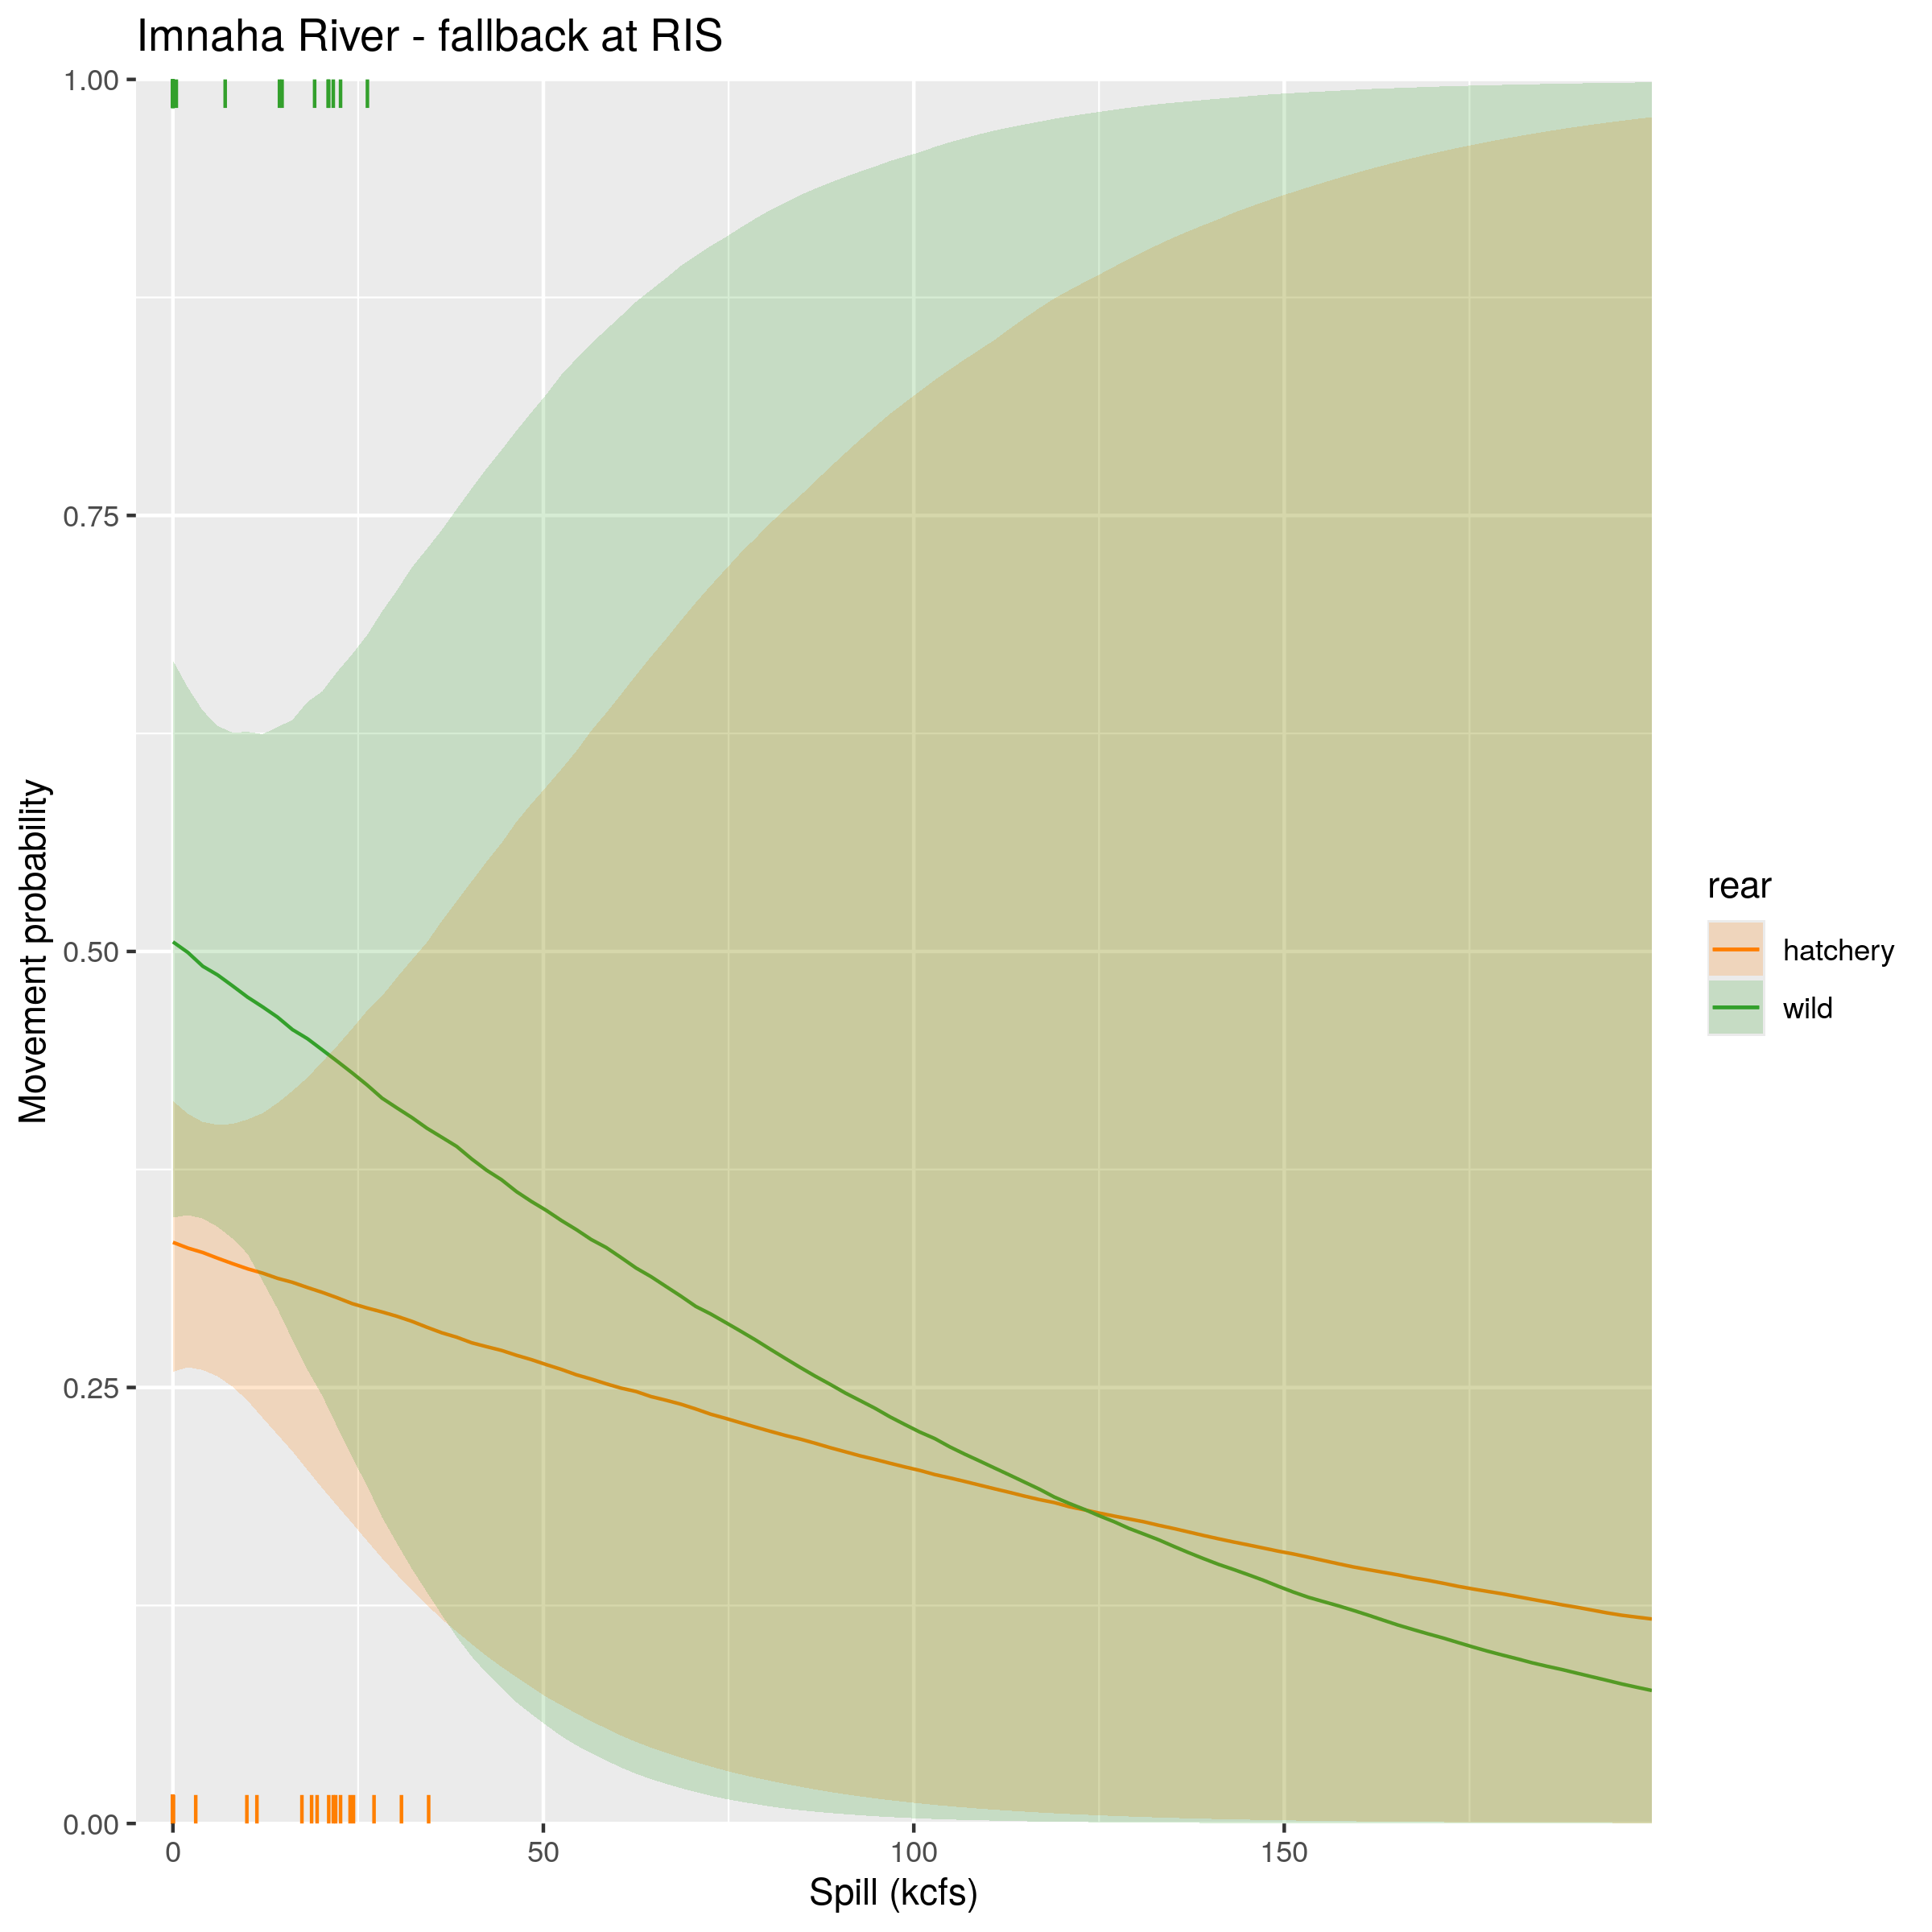 Imnaha River - fallback at RIS
1.00
0.75
0.50
0.25
0.00
Movement probability
0
50
100
150
Spill (kcfs)
rear
hatchery
wild